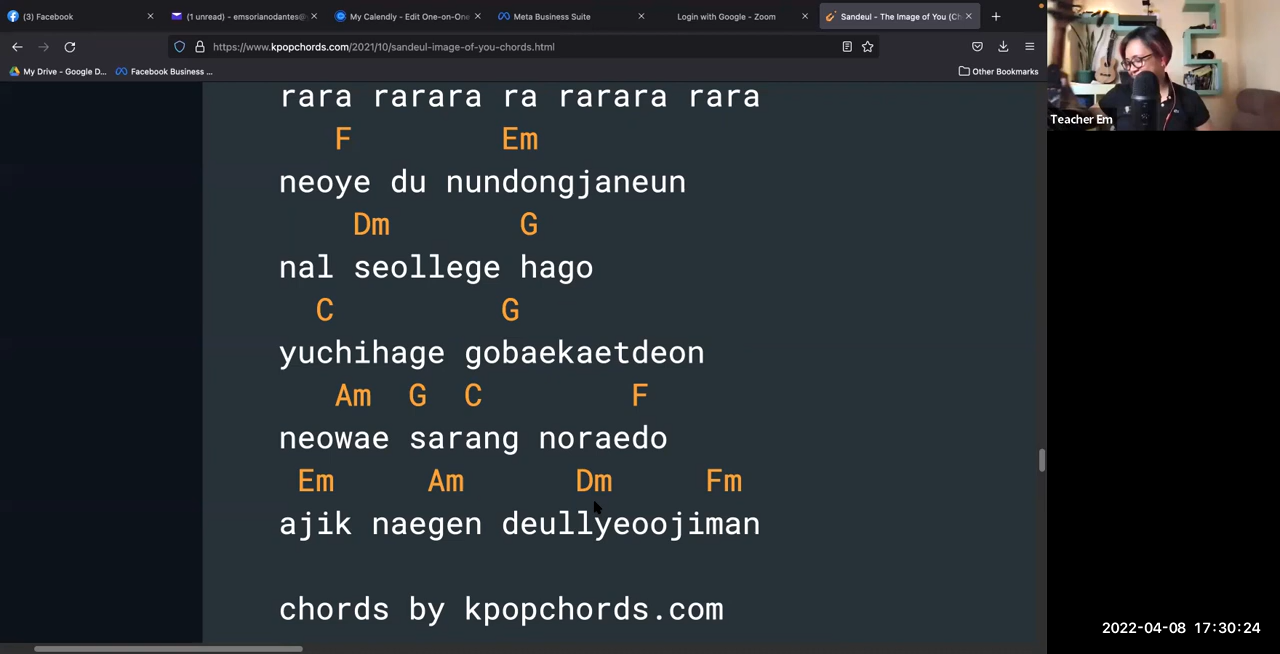 (3) Facebook
(1 unread) - emsorianodantes@
My Calendly - Edit One-on-One
Meta Business Suite
Login with Google - Zoom
Sandeul - The Image of You (Ch
https://www.kpopchords.com/2021/10/sandeul-image-of-you-chords.html
My Drive - Google D...
Facebook Business ...
Other Bookmarks
Teacher Em
rara rarara ra rarara rara
F Em
neoye du nundongjaneun
Dm G
nal seollege hago
C G
yuchihage gobaekaetdeon
Am G C F
neowae sarang noraedo
Em Am Dm Fm
ajik naegen deullyeoojiman
chords by kpopchords.com
2022-04-08 17:30:24